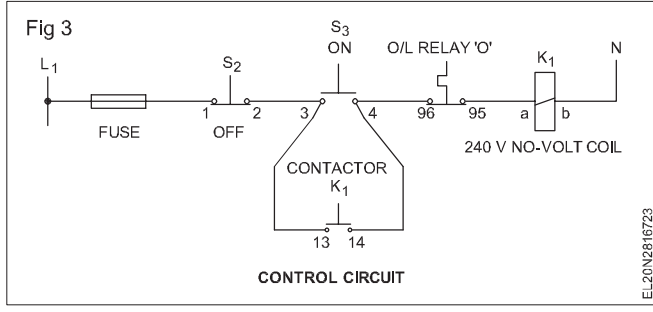 Fig 3
S3
ON
O/L RELAY 'O'
K1
N
L1
S2
1 2 3 4 96 95 a b
FUSE
OFF
240 V NO-VOLT COIL
CONTACTOR
K1
13 14
CONTROL CIRCUIT
EL20N2816723